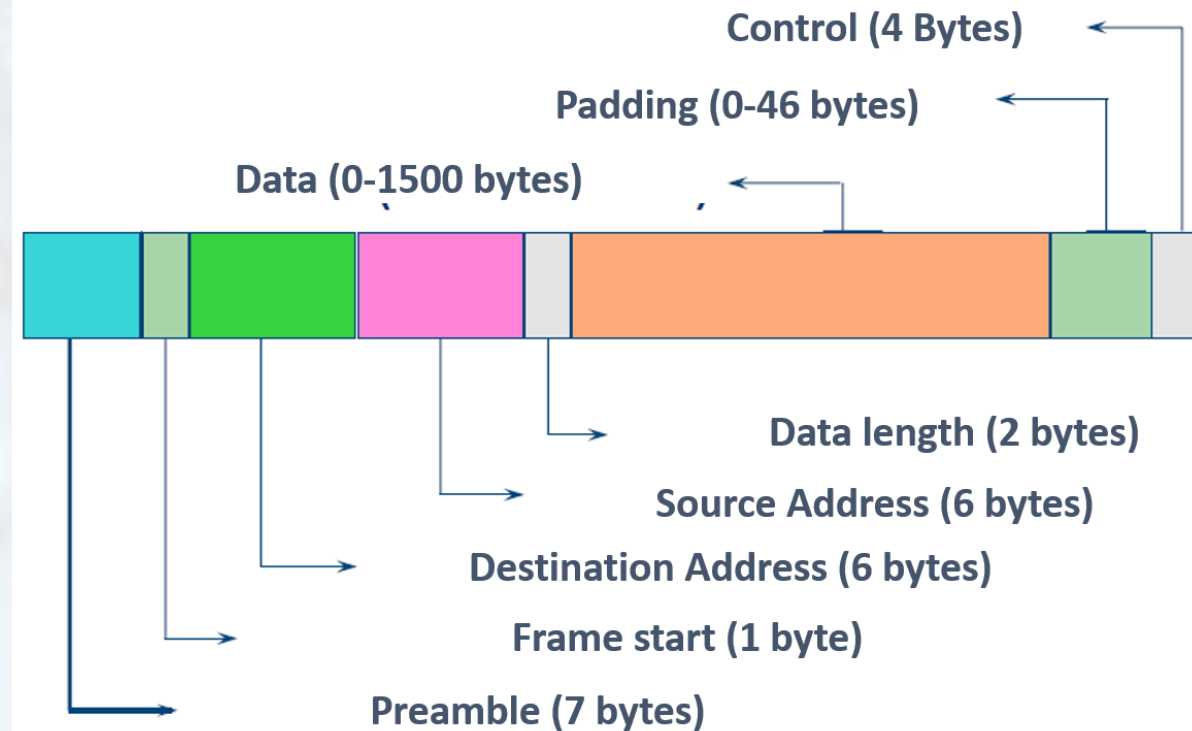 Control (4 Bytes)
Padding (0-46 bytes)
Data (0-1500 bytes)
Data length (2 bytes)
Source Address (6 bytes)
Destination Address (6 bytes)
Frame start (1 byte)
Preamble (7 bytes)